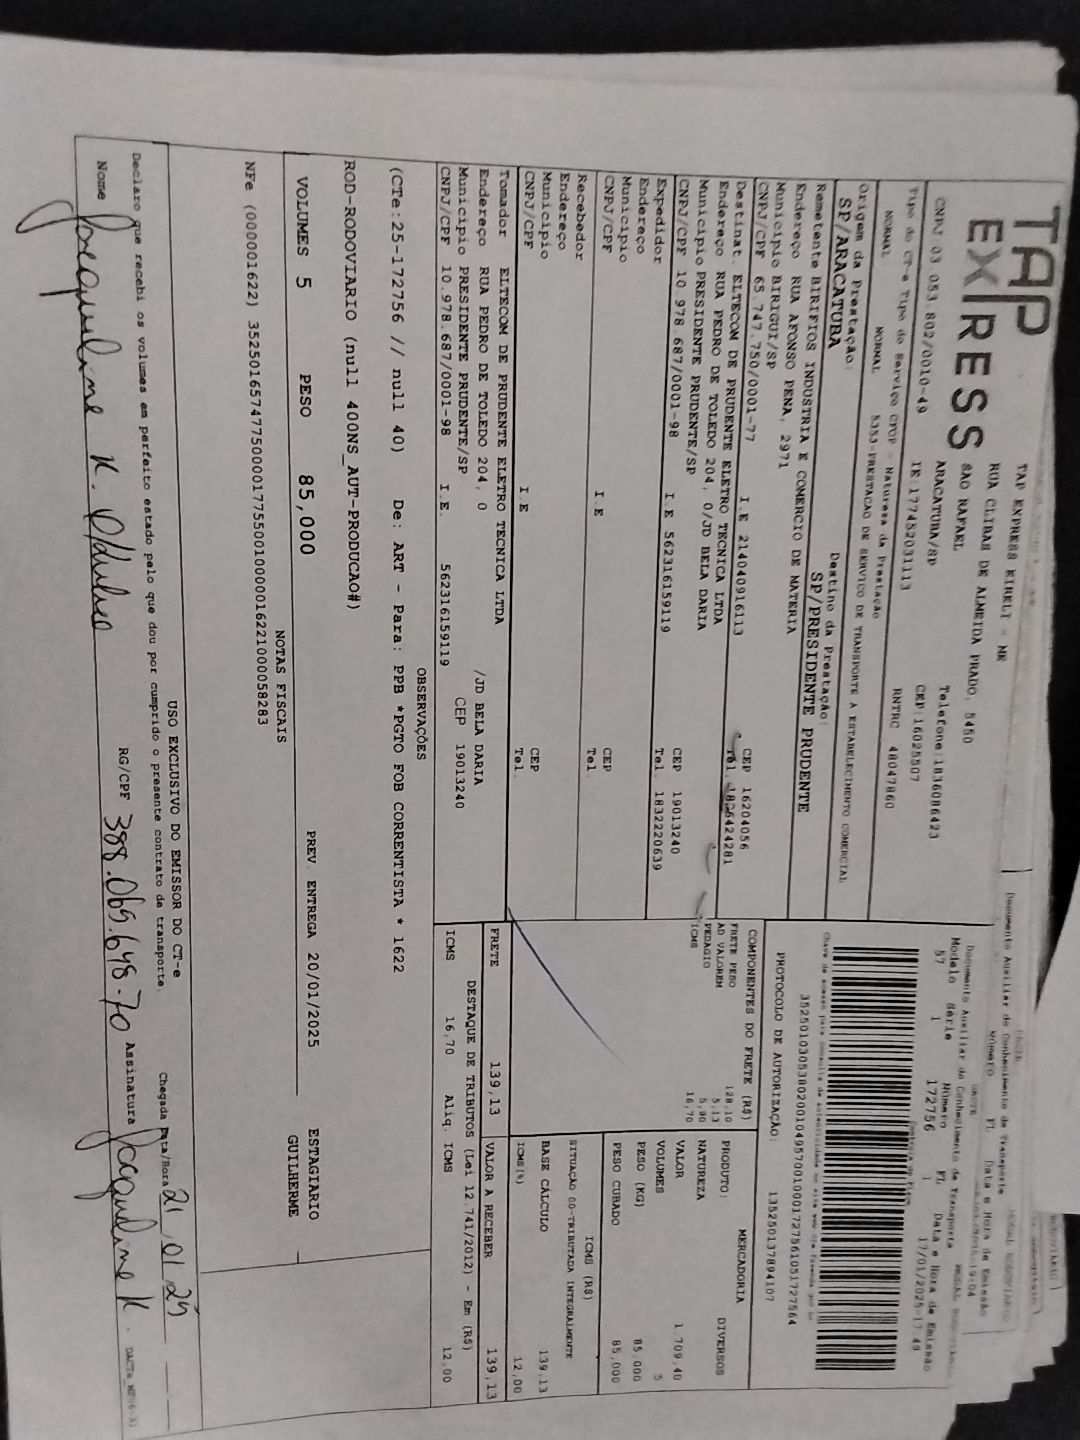 TAP
EXPRESS
TAP EXPRESS EIRELI - ME
RUA CLIBAS DE ALMEIDA PRADO, 5450
SAO RAFAEL
ARACATUBA/SP
Telefone:1836086423
CNPJ 03.053.802/0010-49
IE:177452031113
CEP:16025507
Tipo do CT-e Tipo do Serviço CFOP - Natureza da Prestação
RNTRC 48047860
NORMAL NORMAL 5353-PRESTACAO DE SERVICO DE TRANSPORTE A ESTABELECIMENTO COMERCIAL
Origem da Prestação: Destino da Prestação:
SP/ARACATUBA SP/PRESIDENTE PRUDENTE
Documento Auxiliar do Conhecimento de Transporte
Modelo Série Número FL Data e Hora de Emissão
57 1 172756 1 17/01/2025-17:48
35250103053802001049570010001727561051727564
PROTOCOLO DE AUTORIZAÇÃO: 135250137894107
Remetente BIRIFIOS INDUSTRIA E COMERCIO DE MATERIA
Endereço RUA AFONSO PENA, 2971
Município BIRIGUI/SP CEP 16204056
CNPJ/CPF 65.747.750/0001-77 I.E 214040916113 Tel. 1836424281
Destinat. ELTECOM DE PRUDENTE ELETRO TECNICA LTDA
Endereço RUA PEDRO DE TOLEDO 204, 0/JD BELA DARIA
Município PRESIDENTE PRUDENTE/SP CEP 19013240
CNPJ/CPF 10.978.687/0001-98 I.E 562316159119 Tel. 1832220639
Expedidor
Endereço
Município CEP
CNPJ/CPF I.E Tel.
Recebedor
Endereço
Município CEP
CNPJ/CPF I.E Tel.
Tomador ELTECOM DE PRUDENTE ELETRO TECNICA LTDA
Endereço RUA PEDRO DE TOLEDO 204, 0 /JD BELA DARIA
Município PRESIDENTE PRUDENTE/SP CEP 19013240
CNPJ/CPF 10.978.687/0001-98 I.E. 562316159119
COMPONENTES DO FRETE (R$)
FRETE PESO 128,10
AD VALOREM 5,13
PEDAGIO 5,90
ICMS 16,70
MERCADORIA
PRODUTO: DIVERSOS
NATUREZA
VALOR 1.709,40
VOLUMES 5
PESO (KG) 85,000
PESO CUBADO 85,000
ICMS (R$)
SITUAÇÃO 00-TRIBUTADA INTEGRALMENTE
BASE CÁLCULO 139,13
ICMS(%) 12,00
FRETE 139,13 VALOR A RECEBER 139,13
DESTAQUE DE TRIBUTOS (Lei 12.741/2012) - Em (R$)
ICMS 16,70 Aliq. ICMS 12,00
OBSERVAÇÕES
(CTe:25-172756 // null 40) De: ART - Para: PPB *PGTO FOB CORRENTISTA * 1622
ROD-RODOVIARIO (null 400NS_AUT-PRODUCAO#)
VOLUMES 5 PESO 85,000 PREV ENTREGA 20/01/2025 ESTAGIARIO
GUILHERME
NOTAS FISCAIS
NFe (000001622) 35250165747750000177550010000016221000058283
USO EXCLUSIVO DO EMISSOR DO CT-e
Declaro que recebi os volumes em perfeito estado pelo que dou por cumprido o presente contrato de transporte.
Chegada Data/Hora 21.01.25
Nome Jacqueline K. RG/CPF 388.069.648-70 Assinatura Jacqueline K.